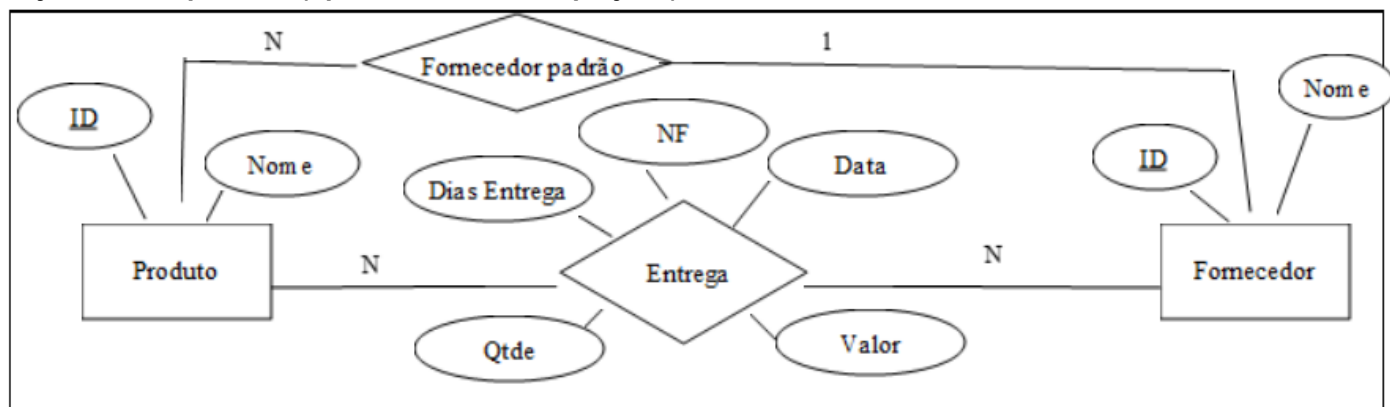 N
Fornecedor padrão
1
Nome
ID
NF
ID
Nome
Data
Dias Entrega
Produto
N
Entrega
N
Fornecedor
Qtde
Valor